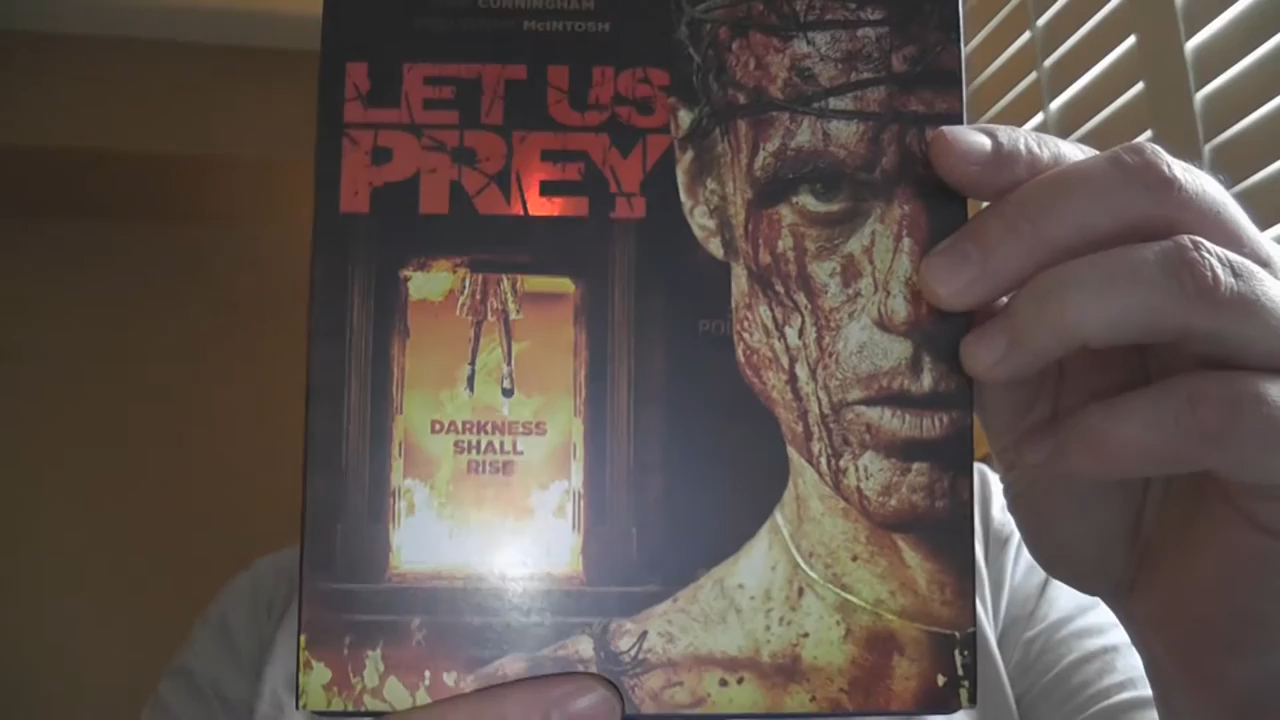 CUNNINGHAM
McINTOSH
LET US
PREY
DARKNESS
SHALL
RISE